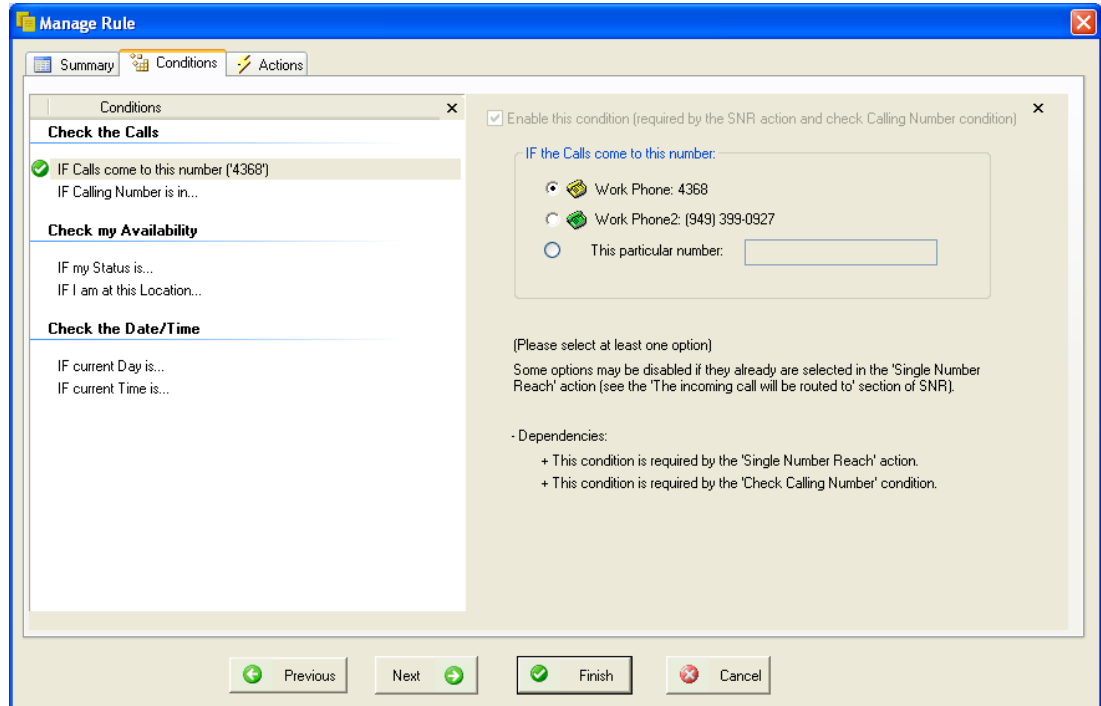 Manage Rule
Summary
Conditions
Actions
Conditions
Check the Calls
IF Calls come to this number ('4368')
IF Calling Number is in...
Check my Availability
IF my Status is...
IF I am at this Location...
Check the Date/Time
IF current Day is...
IF current Time is...
Enable this condition (required by the SNR action and check Calling Number condition)
IF the Calls come to this number:
Work Phone: 4368
Work Phone2: (949) 399-0927
This particular number:
(Please select at least one option)
Some options may be disabled if they already are selected in the 'Single Number
Reach' action (see the 'The incoming call will be routed to' section of SNR).
- Dependencies:
+ This condition is required by the 'Single Number Reach' action.
+ This condition is required by the 'Check Calling Number' condition.
Previous
Next
Finish
Cancel